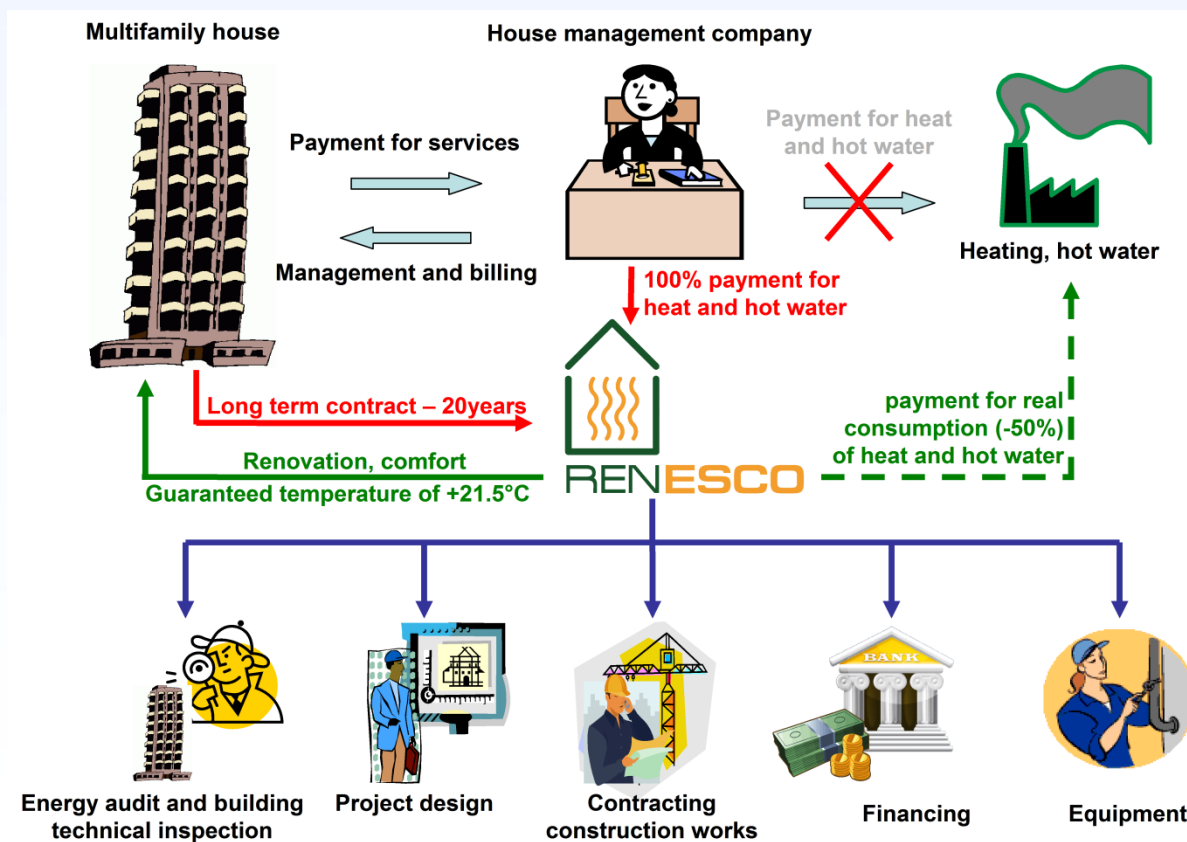 Multifamily house
House management company
Payment for services
Payment for heat
and hot water
Management and billing
Heating, hot water
100% payment for
heat and hot water
Long term contract – 20years
payment for real
consumption (-50%)
of heat and hot water
Renovation, comfort
Guaranteed temperature of +21.5°C
RENESCO
BANK
Energy audit and building
technical inspection
Project design
Contracting
construction works
Financing
Equipment